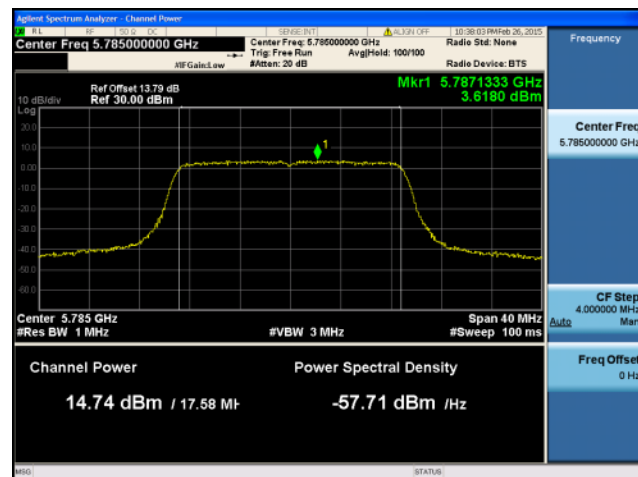 Agilent Spectrum Analyzer - Channel Power
RL RF 50 Ω DC SENSE:INT ALIGN OFF 10:38:03 PM Feb 26, 2015
Center Freq 5.785000000 GHz
Center Freq: 5.785000000 GHz
Radio Std: None
Trig: Free Run Avg|Hold: 100/100
#IFGain:Low #Atten: 20 dB Radio Device: BTS
Frequency
Mkr1 5.7871333 GHz
3.6180 dBm
Ref Offset 13.79 dB
10 dB/div Ref 30.00 dBm
Log
20.0
10.0
0.00
-10.0
-20.0
-30.0
-40.0
-50.0
-60.0
1
Center 5.785 GHz Span 40 MHz
#Res BW 1 MHz #VBW 3 MHz #Sweep 100 ms
Channel Power Power Spectral Density
14.74 dBm / 17.58 MH -57.71 dBm /Hz
Center Freq
5.785000000 GHz
CF Step
4.000000 MHz
Auto Man
Freq Offset
0 Hz
MSG STATUS